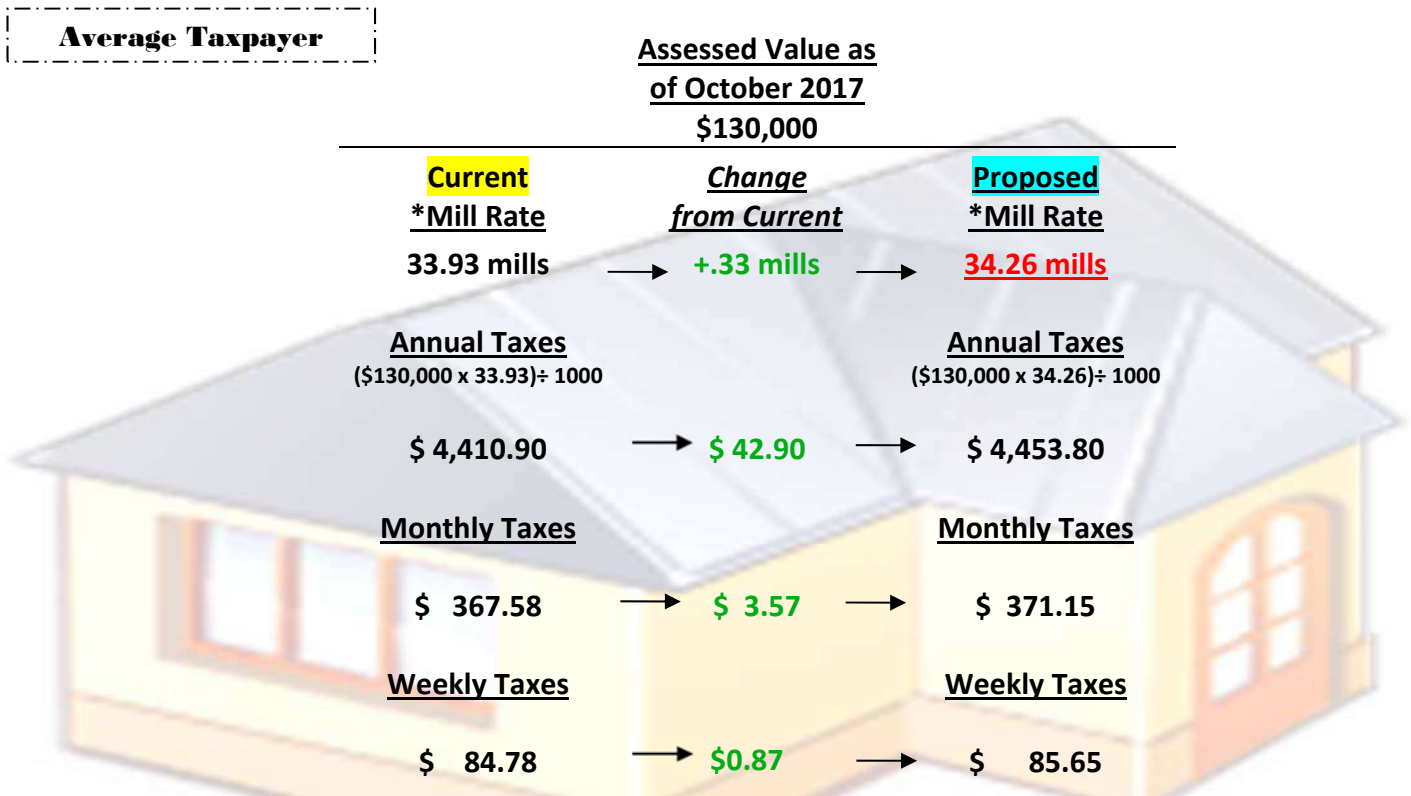 Average Taxpayer
Assessed Value as
of October 2017
$130,000
Current Change Proposed
*Mill Rate from Current *Mill Rate
33.93 mills +.33 mills 34.26 mills
Annual Taxes Annual Taxes
($130,000 x 33.93)÷ 1000 ($130,000 x 34.26)÷ 1000
$ 4,410.90 $ 42.90 $ 4,453.80
Monthly Taxes Monthly Taxes
$ 367.58 $ 3.57 $ 371.15
Weekly Taxes Weekly Taxes
$ 84.78 $0.87 $ 85.65